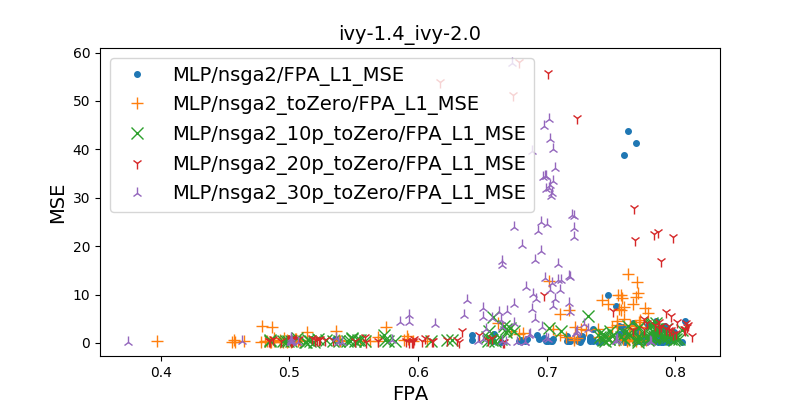 ivy-1.4_ivy-2.0
60
50
40
30
20
10
0
MSE
MLP/nsga2/FPA_L1_MSE
MLP/nsga2_toZero/FPA_L1_MSE
MLP/nsga2_10p_toZero/FPA_L1_MSE
MLP/nsga2_20p_toZero/FPA_L1_MSE
MLP/nsga2_30p_toZero/FPA_L1_MSE
0.4 0.5 0.6 0.7 0.8
FPA